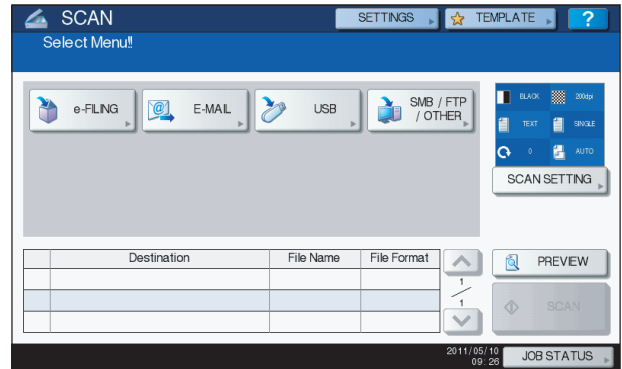 SCAN
SETTINGS
TEMPLATE
?
Select Menu!!
e-FILING
E-MAIL
USB
SMB / FTP
/ OTHER
BLACK
200dpi
TEXT
SINGLE
0
AUTO
SCAN SETTING
Destination
File Name
File Format
1
1
PREVIEW
SCAN
2011/05/10
09:26
JOB STATUS